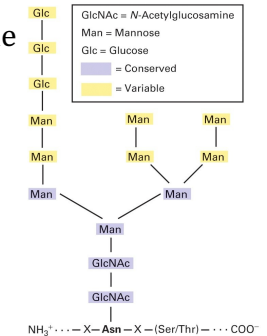 e
Glc
Glc
Glc
Man
Man
Man
Man Man
Man Man
Man
Man
GlcNAc
GlcNAc
NH₃⁺ · · · — X — Asn — X — (Ser/Thr) — · · · COO⁻
GlcNAc = N-Acetylglucosamine
Man = Mannose
Glc = Glucose
= Conserved
= Variable